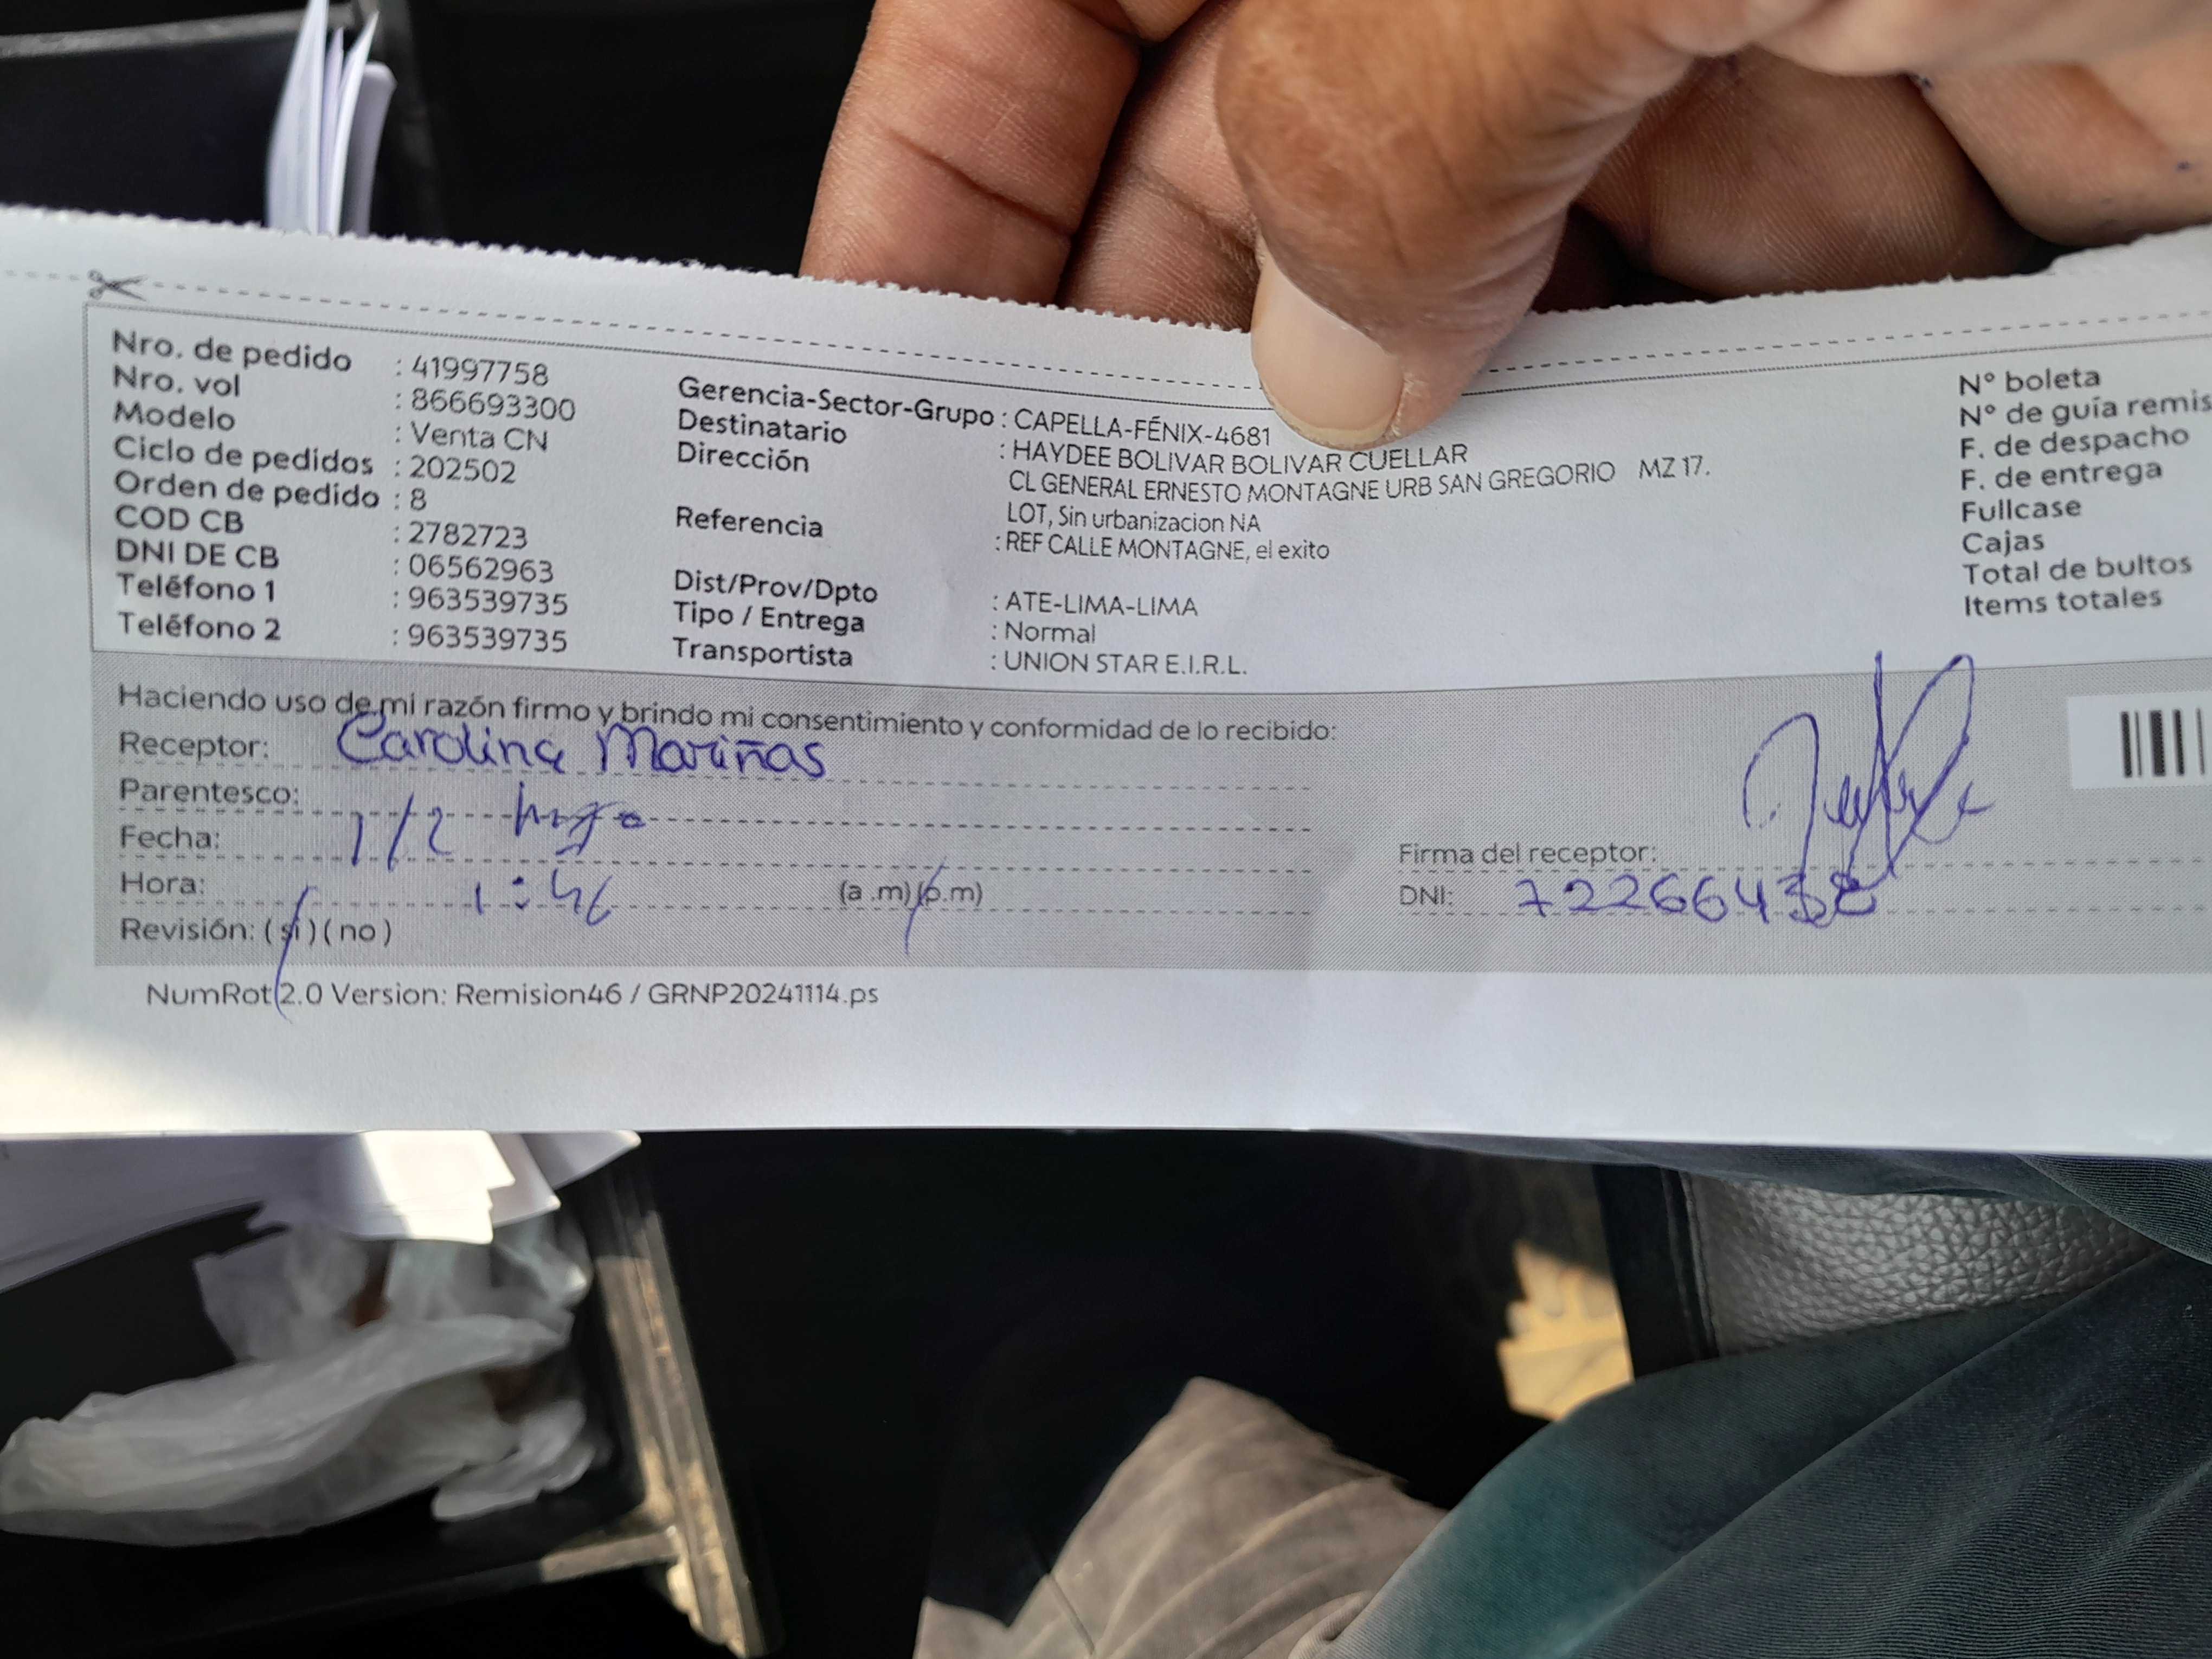 Nro. de pedido : 41997758
Nro. vol : 866693300
Modelo : Venta CN
Ciclo de pedidos : 202502
Orden de pedido : 8
COD CB : 2782723
DNI DE CB : 06562963
Teléfono 1 : 963539735
Teléfono 2 : 963539735
Gerencia-Sector-Grupo : CAPELLA-FÉNIX-4681
Destinatario : HAYDEE BOLIVAR BOLIVAR CUELLAR
Dirección CL GENERAL ERNESTO MONTAGNE URB SAN GREGORIO MZ 17.
LOT, Sin urbanizacion NA
Referencia : REF CALLE MONTAGNE, el exito
Dist/Prov/Dpto : ATE-LIMA-LIMA
Tipo / Entrega : Normal
Transportista : UNION STAR E.I.R.L.
N° boleta
N° de guía remis
F. de despacho
F. de entrega
Fullcase
Cajas
Total de bultos
Items totales
Haciendo uso de mi razón firmo y brindo mi consentimiento y conformidad de lo recibido:
Receptor: Carolina Mariñas
Parentesco:
Fecha: 1/2
Hora: 1:46 (a .m) (p.m)
Revisión: ( si ) ( no )
Firma del receptor:
DNI: 72266438
NumRot 2.0 Version: Remision46 / GRNP20241114.ps